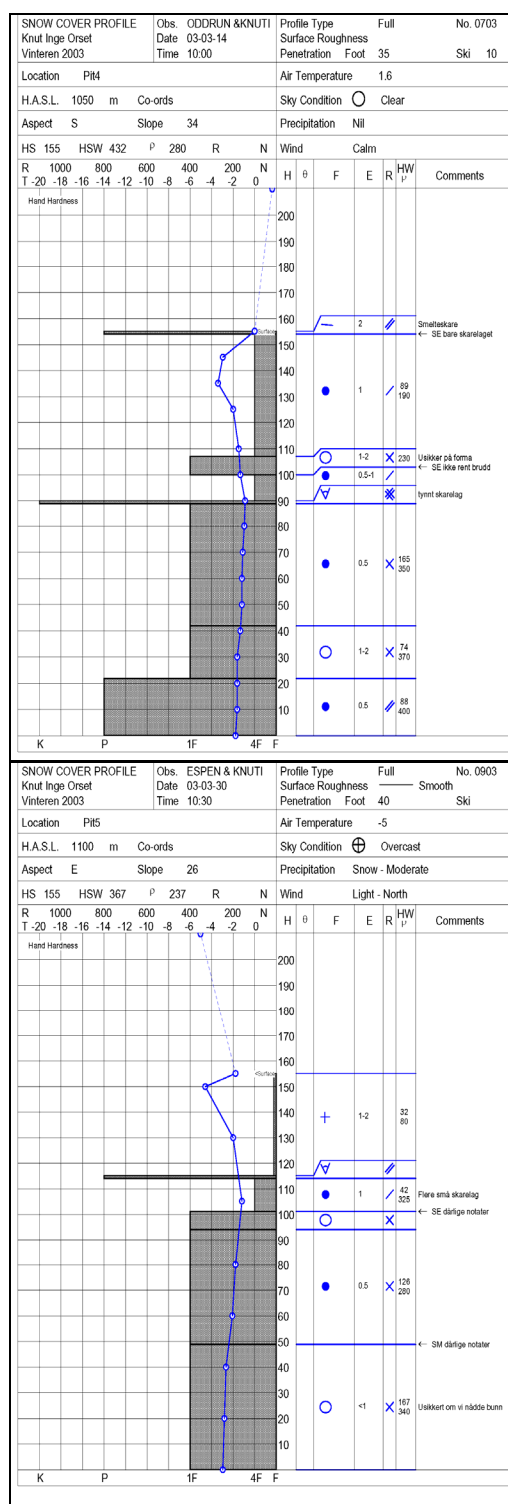 SNOW COVER PROFILE Obs. ODDRUN &KNUTI Profile Type Full No. 0703
Knut Inge Orset Date 03-03-14 Surface Roughness
Vinteren 2003 Time 10:00 Penetration Foot 35 Ski 10
Location Pit4 Air Temperature 1.6
H.A.S.L. 1050 m Co-ords Sky Condition Clear
Aspect S Slope 34 Precipitation Nil
HS 155 HSW 432 ρ 280 R N Wind Calm
R 1000 800 600 400 200 N H θ F E R HW ρ Comments
T -20 -18 -16 -14 -12 -10 -8 -6 -4 -2 0
Hand Hardness
200
190
180
170
160
2 Smelteskare
<Surface
← SE bare skarelaget
150
140
130 1 89
190
120
110
1-2 230 Usikker på forma
← SE ikke rent brudd
100 0.5-1
90 tynnt skarelag
80
70 0.5 165
350
60
50
40
30 1-2 74
370
20
10 0.5 88
400
K P 1F 4F F
SNOW COVER PROFILE Obs. ESPEN & KNUTI Profile Type Full No. 0903
Knut Inge Orset Date 03-03-30 Surface Roughness Smooth
Vinteren 2003 Time 10:30 Penetration Foot 40 Ski
Location Pit5 Air Temperature -5
H.A.S.L. 1100 m Co-ords Sky Condition Overcast
Aspect E Slope 26 Precipitation Snow - Moderate
HS 155 HSW 367 ρ 237 R N Wind Light - North
R 1000 800 600 400 200 N H θ F E R HW ρ Comments
T -20 -18 -16 -14 -12 -10 -8 -6 -4 -2 0
Hand Hardness
200
190
180
170
160
<Surface
150
140 1-2 32
80
130
120
110 1 42
325 Flere små skarelag
← SE dårlige notater
100
90
80
70 0.5 126
280
60
50
← SM dårlige notater
40
30
<1 167
340 Usikkert om vi nådde bunn
20
10
K P 1F 4F F